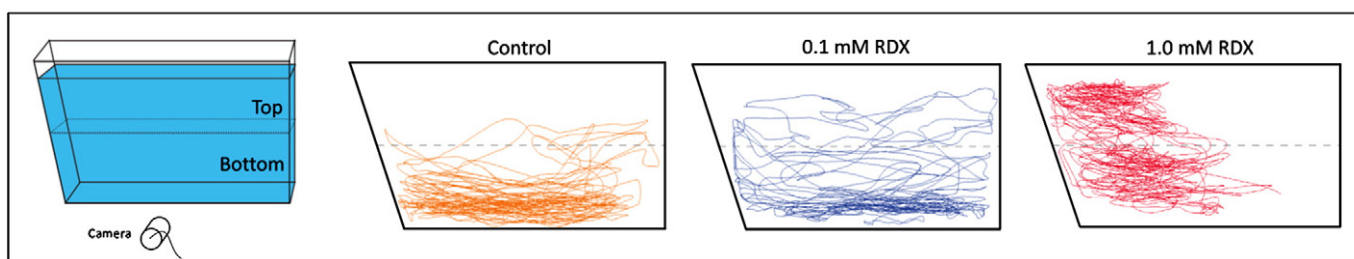 Top
Bottom
Camera
Control
0.1 mM RDX
1.0 mM RDX